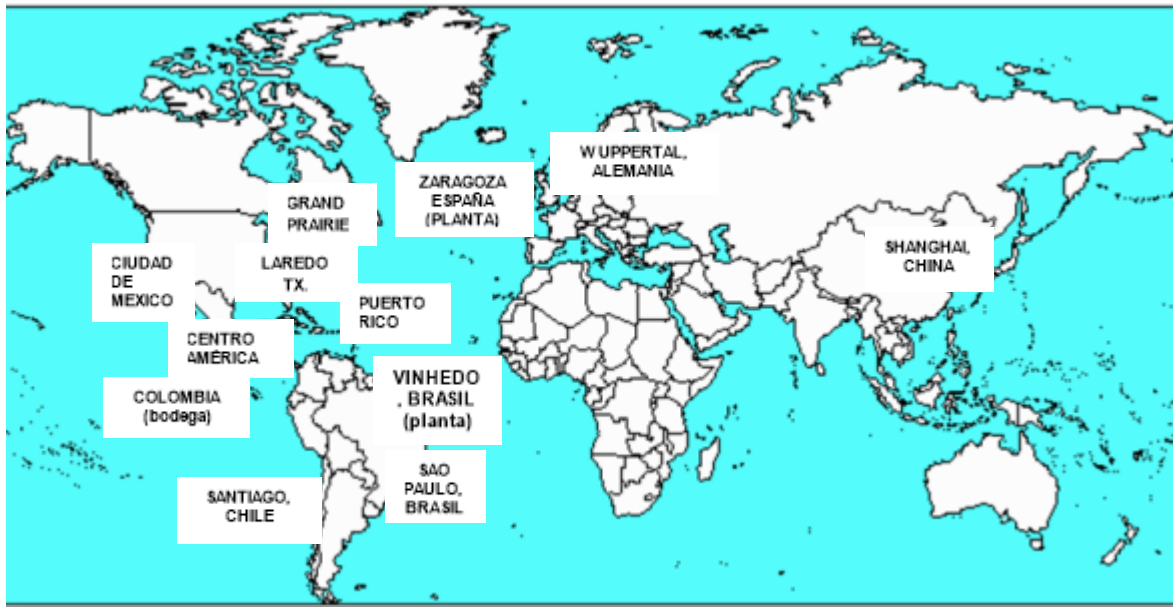 WUPPERTAL,
ALEMANIA
ZARAGOZA
ESPAÑA
(PLANTA)
GRAND
PRAIRIE
SHANGHAI,
CHINA
CIUDAD
DE
MEXICO
LAREDO
TX.
PUERTO
RICO
CENTRO
AMÉRICA
VINHEDO
, BRASIL
(planta)
COLOMBIA
(bodega)
SAO
PAULO,
BRASIL
SANTIAGO,
CHILE